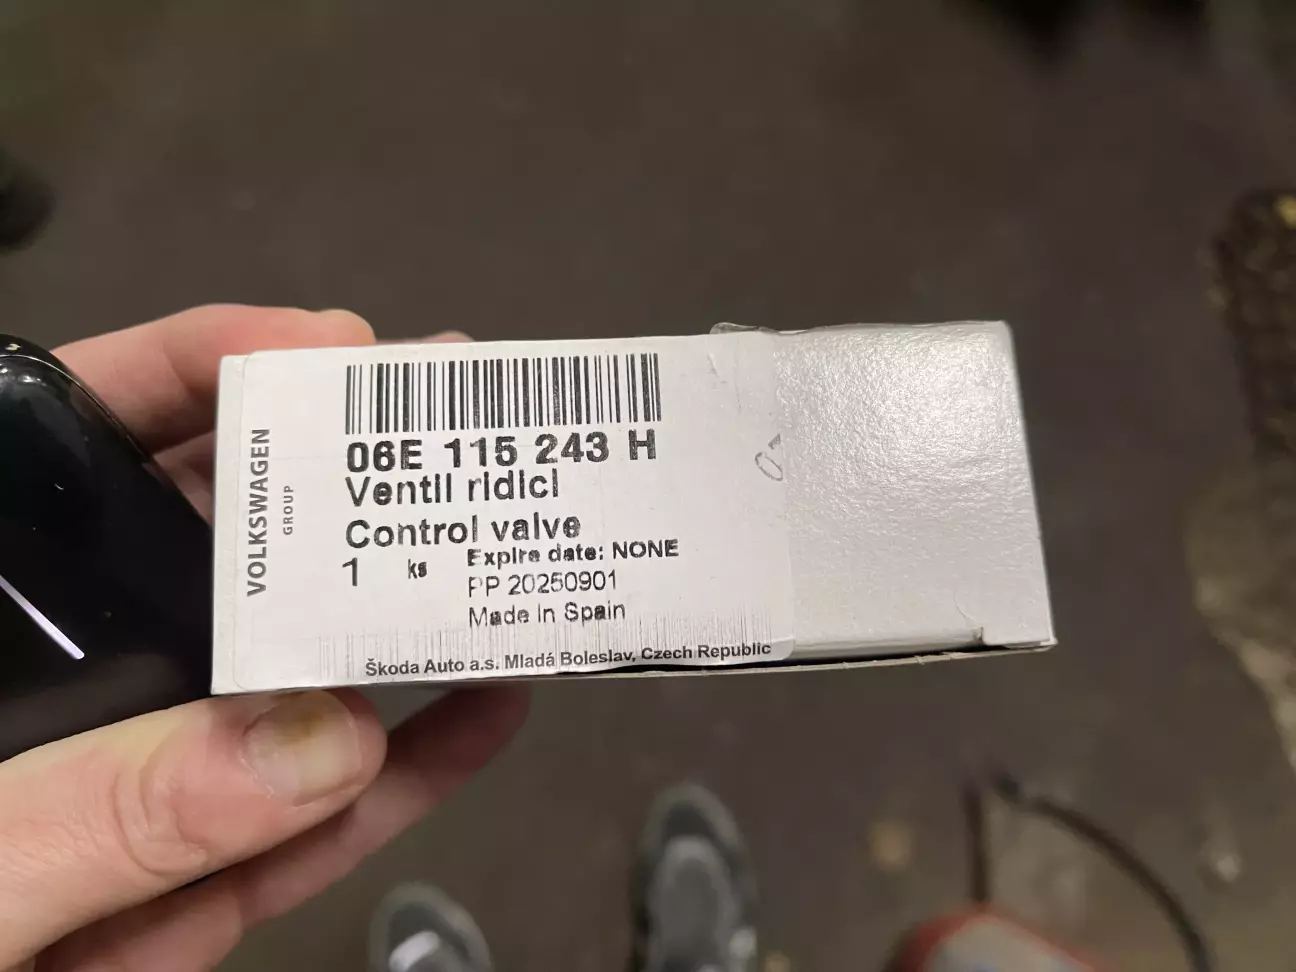 VOLKSWAGEN
GROUP
06E 115 243 H
Ventil ridici
Control valve
1 ks
Expire date: NONE
PP 20250901
Made in Spain
Škoda Auto a.s. Mladá Boleslav, Czech Republic